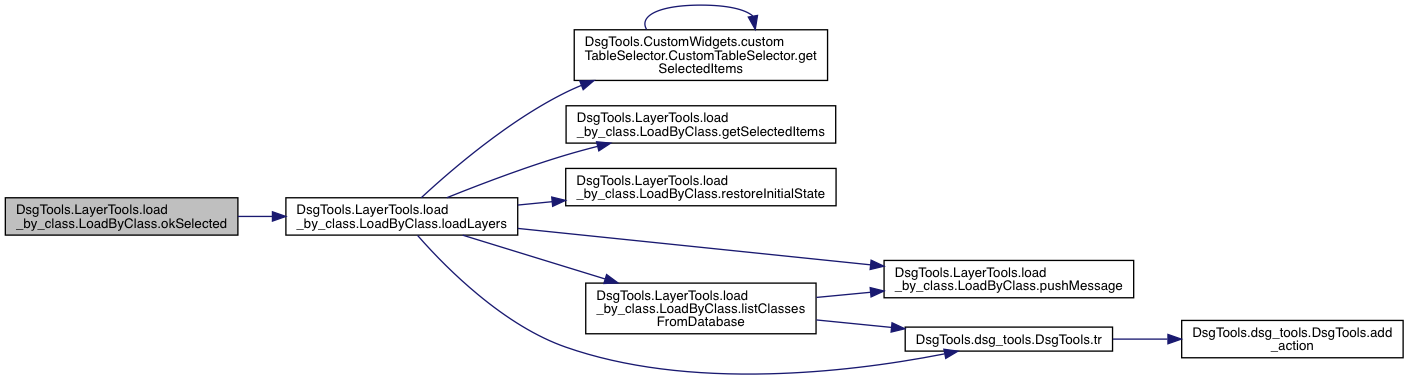 DsgTools.LayerTools.load
_by_class.LoadByClass.okSelected
DsgTools.LayerTools.load
_by_class.LoadByClass.loadLayers
DsgTools.CustomWidgets.custom
TableSelector.CustomTableSelector.get
SelectedItems
DsgTools.LayerTools.load
_by_class.LoadByClass.getSelectedItems
DsgTools.LayerTools.load
_by_class.LoadByClass.restoreInitialState
DsgTools.LayerTools.load
_by_class.LoadByClass.listClasses
FromDatabase
DsgTools.LayerTools.load
_by_class.LoadByClass.pushMessage
DsgTools.dsg_tools.DsgTools.tr
DsgTools.dsg_tools.DsgTools.add
_action